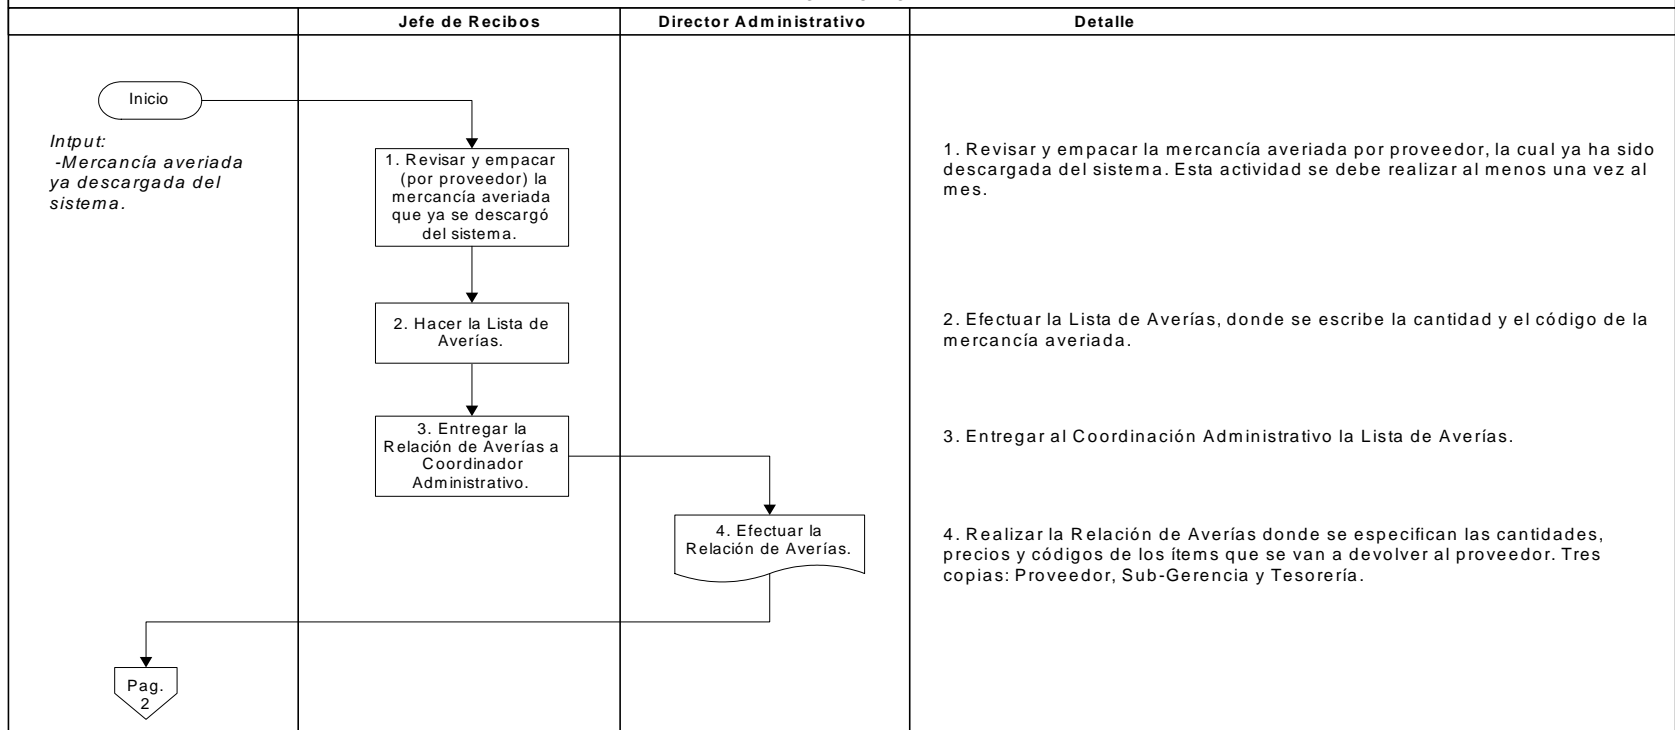 Jefe de Recibos
Director Administrativo
Detalle
Inicio
Intput:
-Mercancía averiada
ya descargada del
sistema.
1. Revisar y empacar
(por proveedor) la
mercancía averiada
que ya se descargó
del sistema.
1. Revisar y empacar la mercancía averiada por proveedor, la cual ya ha sido
descargada del sistema. Esta actividad se debe realizar al menos una vez al
mes.
2. Hacer la Lista de
Averías.
2. Efectuar la Lista de Averías, donde se escribe la cantidad y el código de la
mercancía averiada.
3. Entregar la
Relación de Averías a
Coordinador
Administrativo.
3. Entregar al Coordinación Administrativo la Lista de Averías.
4. Efectuar la
Relación de Averías.
4. Realizar la Relación de Averías donde se especifican las cantidades,
precios y códigos de los ítems que se van a devolver al proveedor. Tres
copias: Proveedor, Sub-Gerencia y Tesorería.
Pag.
2